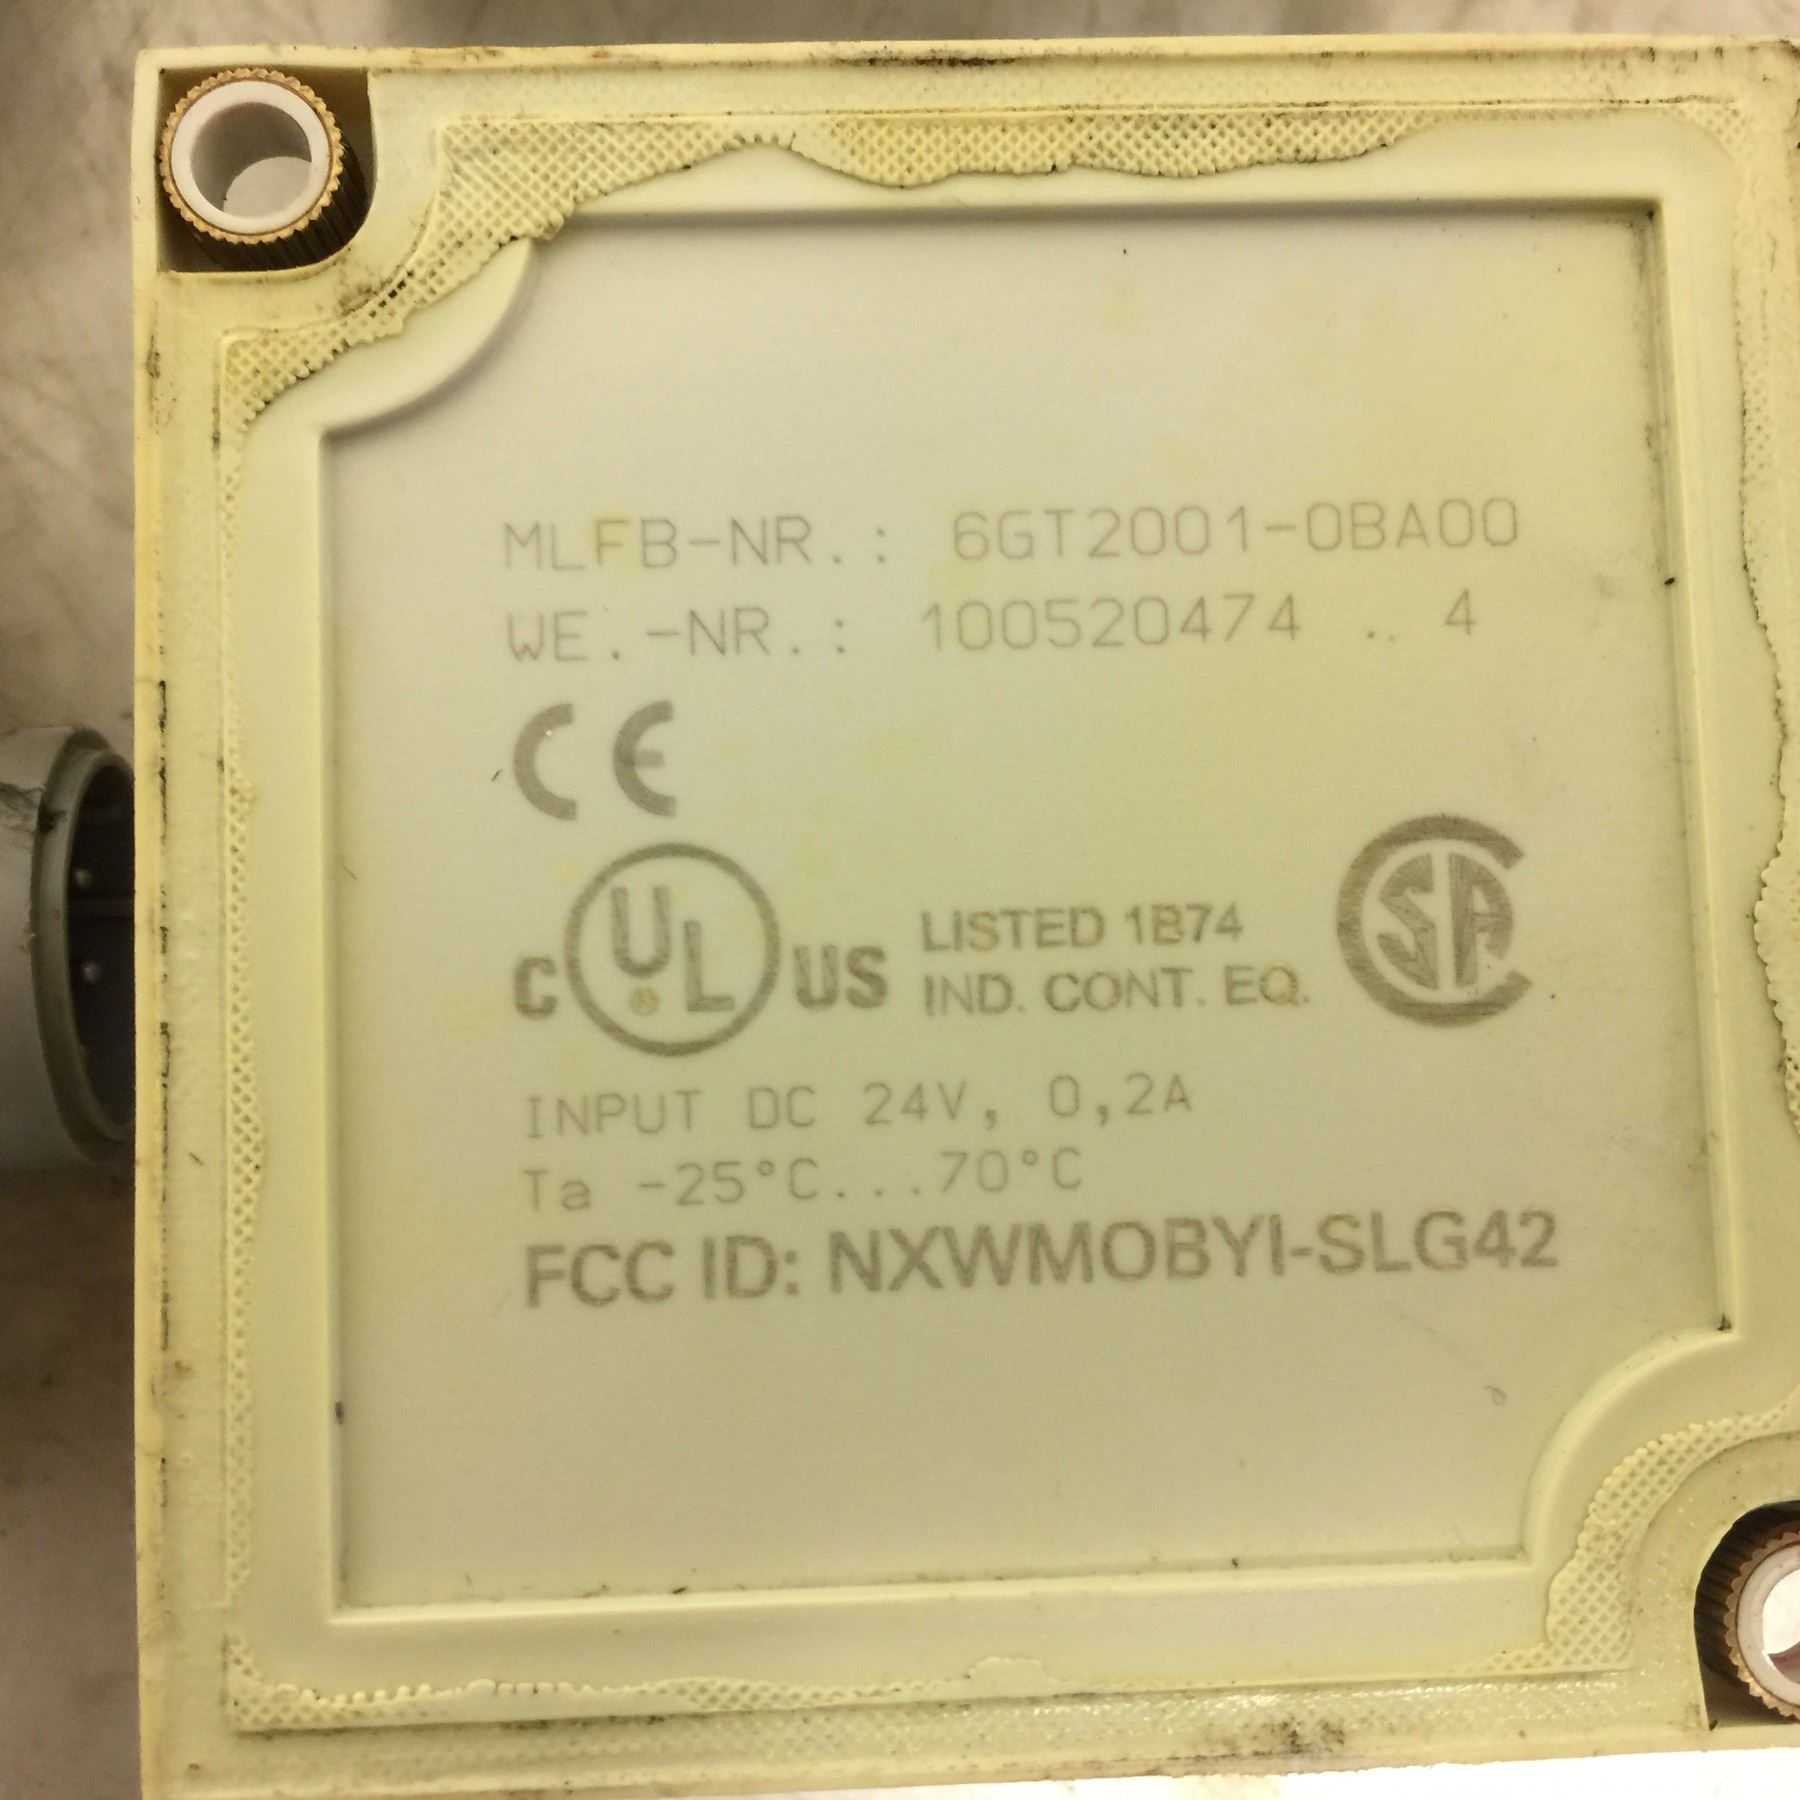 MLFB-NR.: 6GT2001-0BA00
WE.-NR.: 100520474 .. 4
CE
C UL® US LISTED 1B74 IND. CONT. EQ. SA
INPUT DC 24V, 0,2A
Ta -25°C...70°C
FCC ID: NXWMOBYI-SLG42